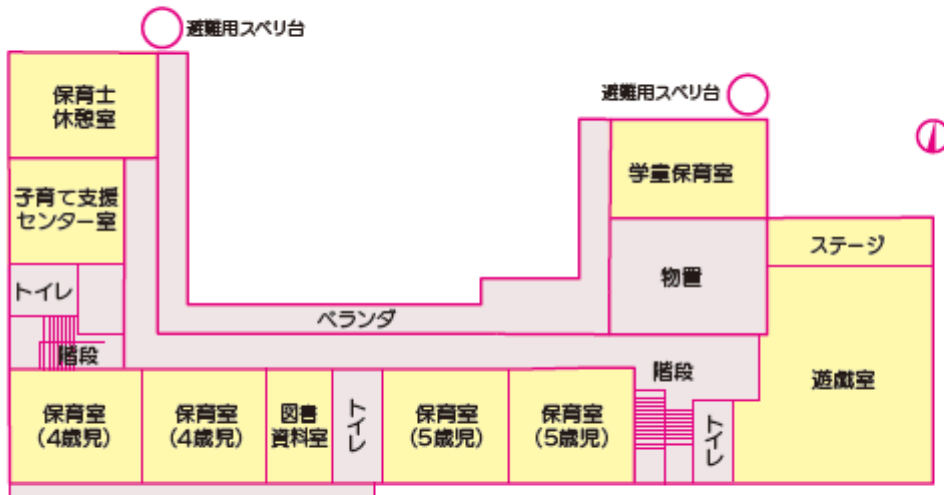 避難用スベリ台
避難用スベリ台
保育士
休憩室
学童保育室
子育て支援
センター室
ステージ
物置
トイレ
ベランダ
階段
階段
遊戯室
保育室
(4歳児)
保育室
(4歳児)
図書
資料室
トイレ
保育室
(5歳児)
保育室
(5歳児)
トイレ